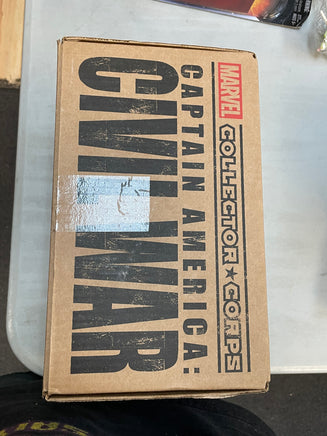 MARVEL
COLLECTOR ★ CORPS
CAPTAIN AMERICA:
CIVIL WAR